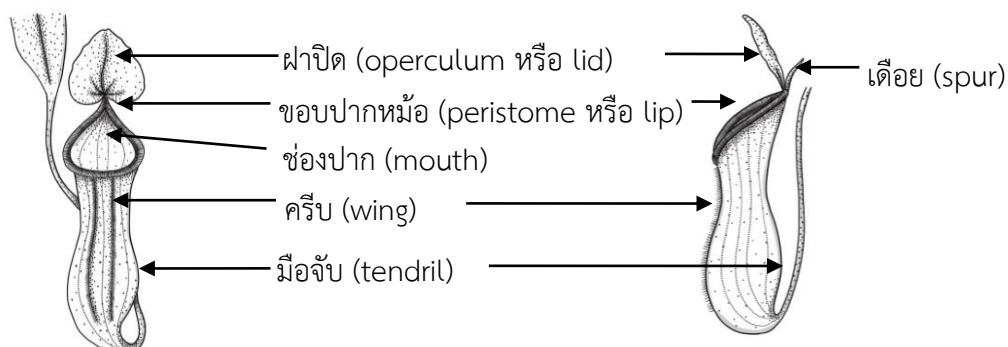 ฝาปิด (operculum หรือ lid)
เดือย (spur)
ขอบปากหม้อ (peristome หรือ lip)
ช่องปาก (mouth)
ครีบ (wing)
มือจับ (tendril)